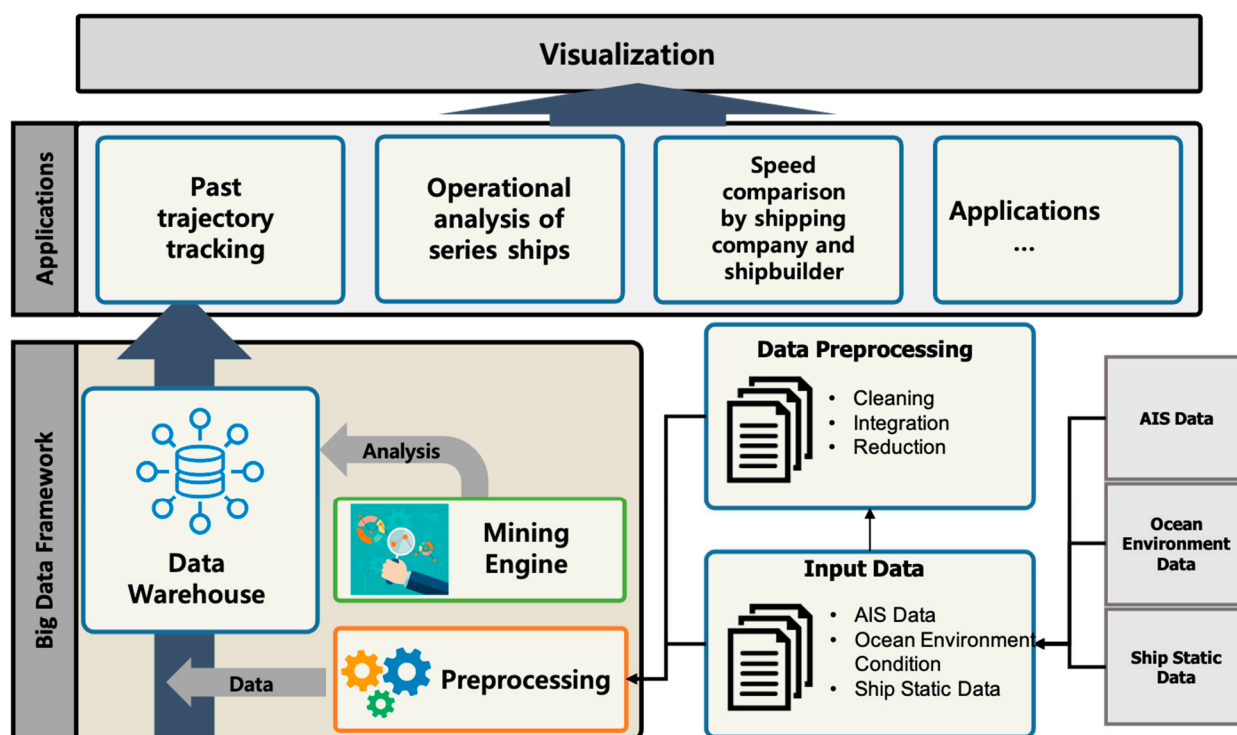 Visualization
Applications
Past
trajectory
tracking
Operational
analysis of
series ships
Speed
comparison
by shipping
company and
shipbuilder
Applications
...
Big Data Framework
Data
Warehouse
Analysis
Mining
Engine
Data
Preprocessing
Data Preprocessing
• Cleaning
• Integration
• Reduction
Input Data
• AIS Data
• Ocean Environment
Condition
• Ship Static Data
AIS Data
Ocean
Environment
Data
Ship Static
Data